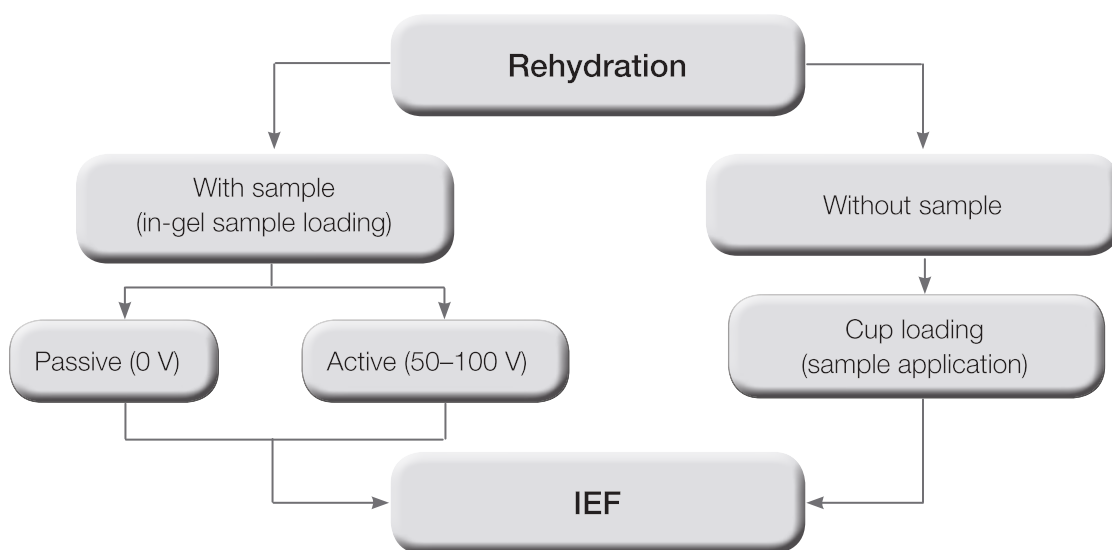 Rehydration
With sample
(in-gel sample loading)
Without sample
Passive (0 V)
Active (50–100 V)
Cup loading
(sample application)
IEF